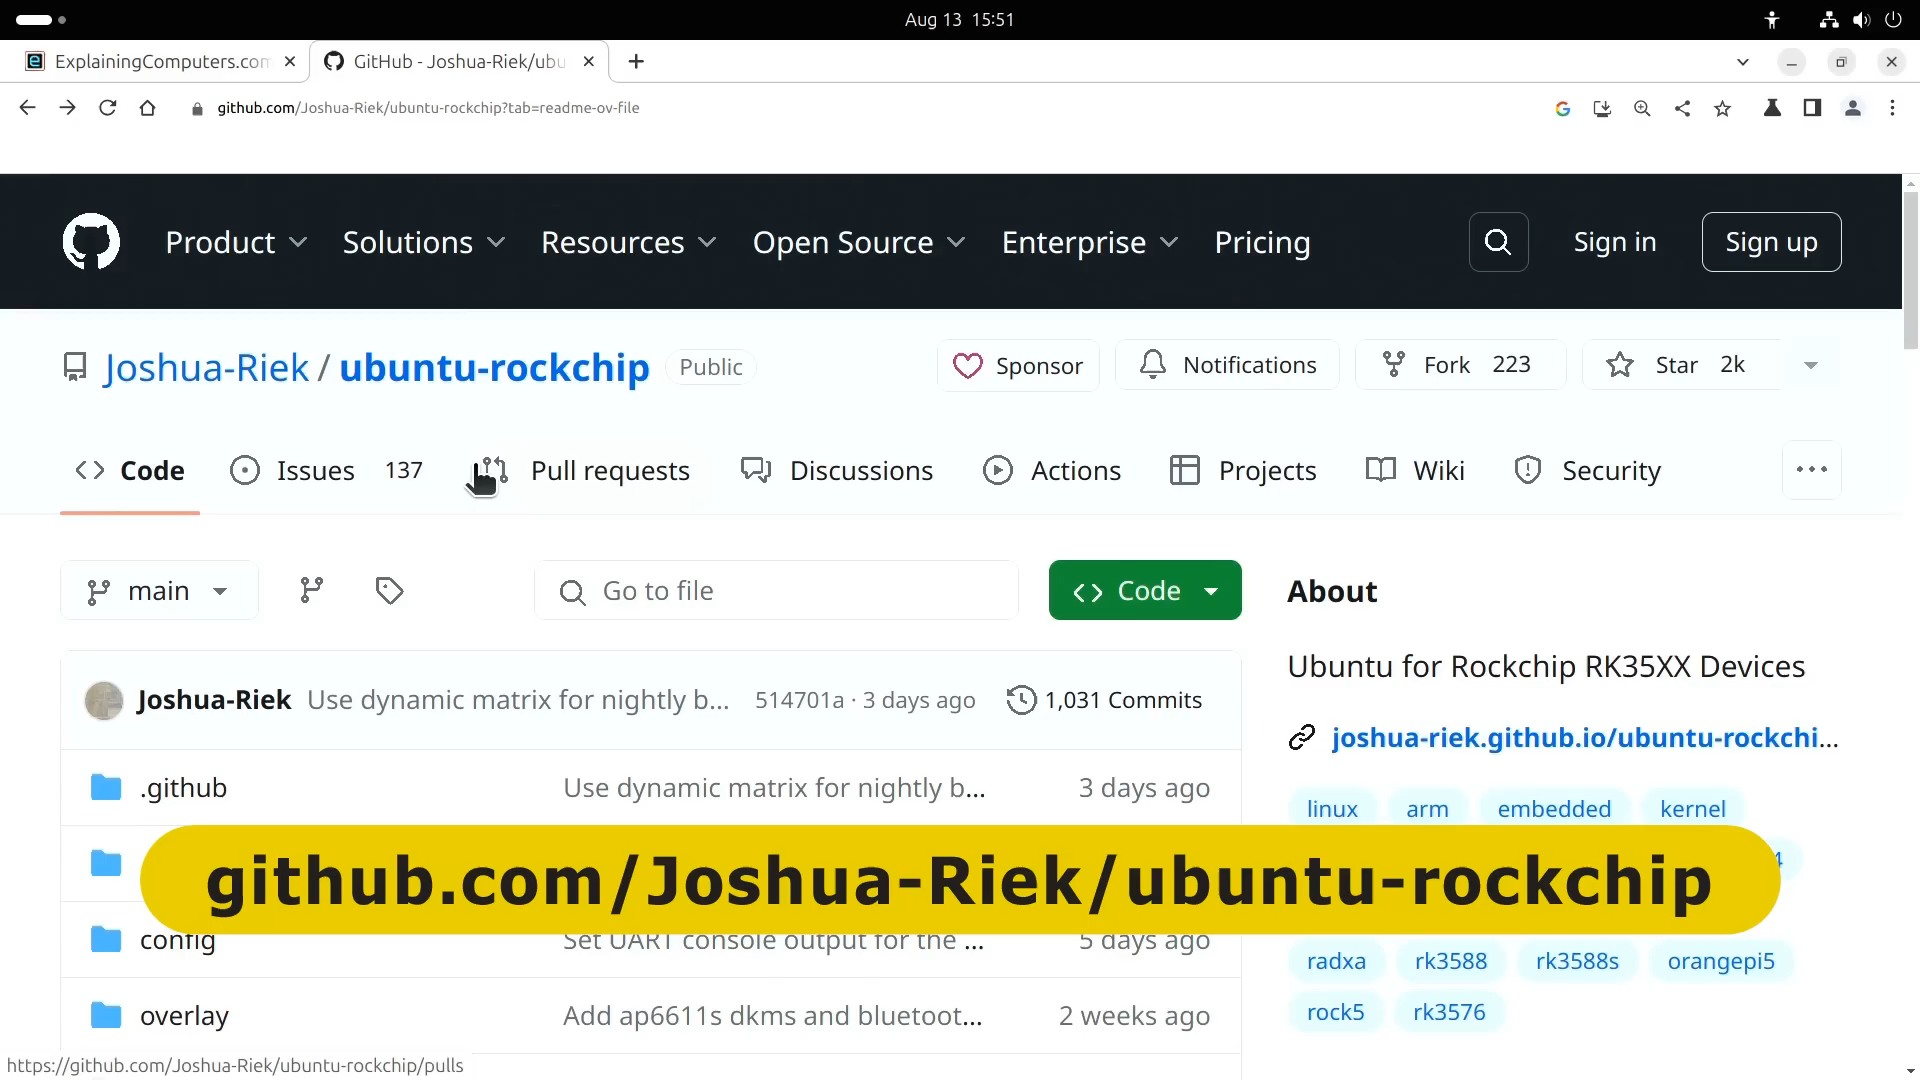 Aug 13 15:51
ExplainingComputers.com
GitHub - Joshua-Riek/ubu
github.com/Joshua-Riek/ubuntu-rockchip?tab=readme-ov-file
Product Solutions Resources Open Source Enterprise Pricing Sign in Sign up
Joshua-Riek / ubuntu-rockchip Public Sponsor Notifications Fork 223 Star 2k
Code Issues 137 Pull requests Discussions Actions Projects Wiki Security
main Go to file Code
About
Ubuntu for Rockchip RK35XX Devices
joshua-riek.github.io/ubuntu-rockchi...
Joshua-Riek Use dynamic matrix for nightly b... 514701a · 3 days ago 1,031 Commits
.github Use dynamic matrix for nightly b... 3 days ago
linux arm embedded kernel
github.com/Joshua-Riek/ubuntu-rockchip
config Set UART console output for the ... 5 days ago
radxa rk3588 rk3588s orangepi5
overlay Add ap6611s dkms and bluetoot... 2 weeks ago
rock5 rk3576
https://github.com/Joshua-Riek/ubuntu-rockchip/pulls